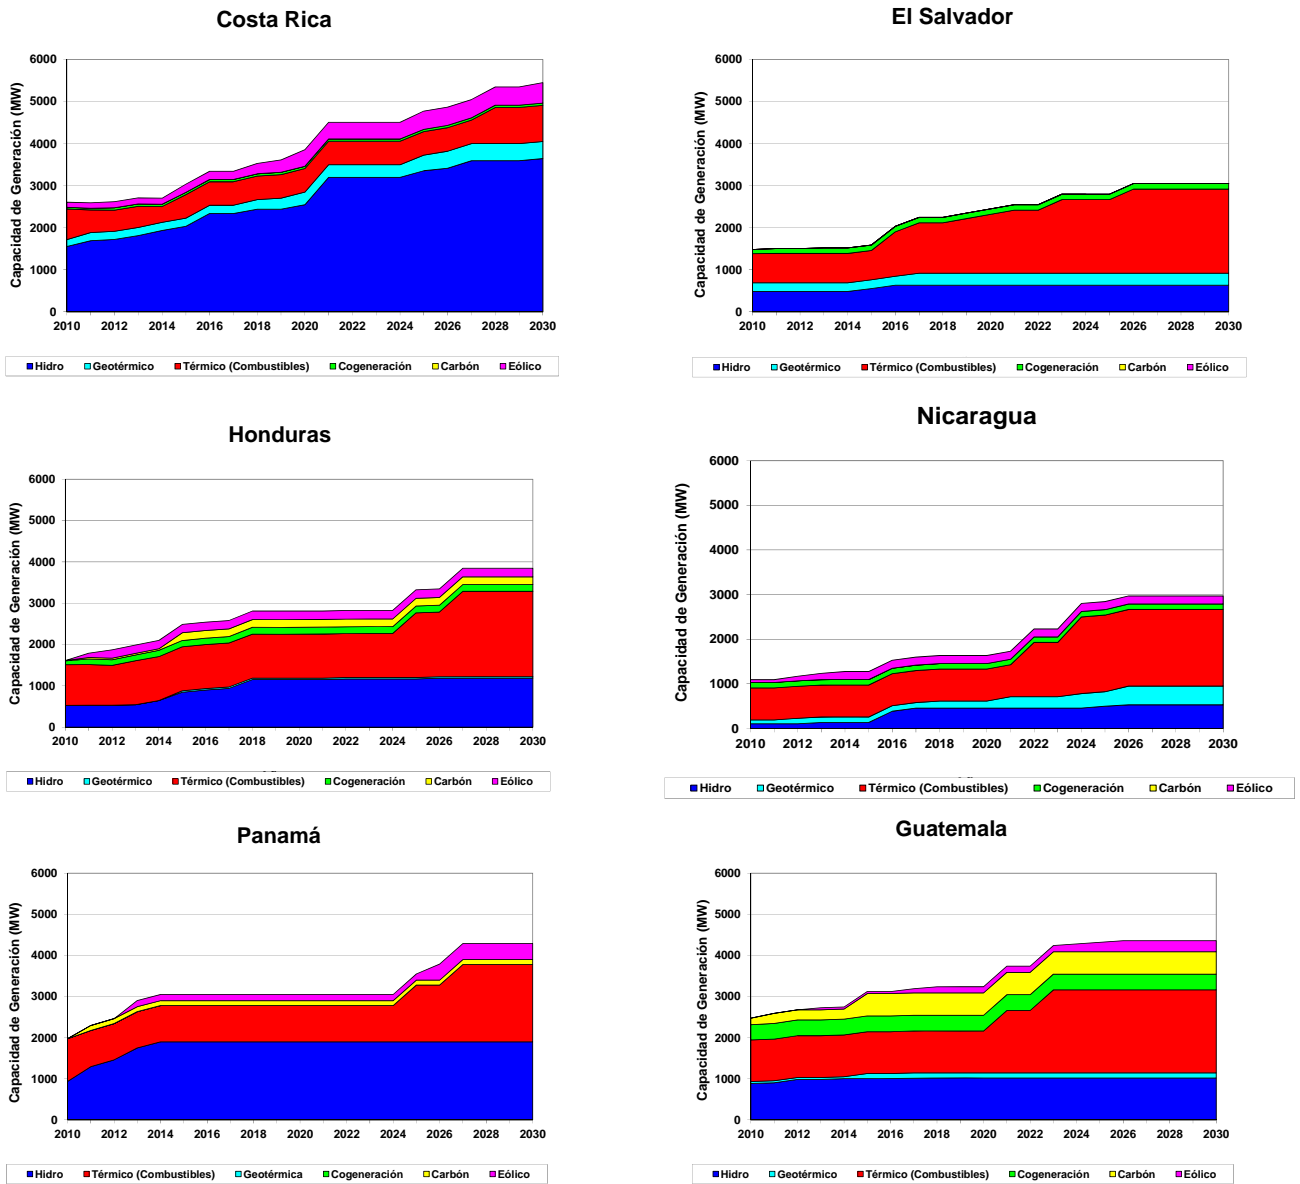 Costa Rica
Capacidad de Generación (MW)
6000
5000
4000
3000
2000
1000
0
2010 2012 2014 2016 2018 2020 2022 2024 2026 2028 2030
Hidro Geotérmico Térmico (Combustibles) Cogeneración Carbón Eólico
El Salvador
Capacidad de Generación (MW)
6000
5000
4000
3000
2000
1000
0
2010 2012 2014 2016 2018 2020 2022 2024 2026 2028 2030
Hidro Geotérmico Térmico (Combustibles) Cogeneración Carbón Eólico
Honduras
Capacidad de Generación (MW)
6000
5000
4000
3000
2000
1000
0
2010 2012 2014 2016 2018 2020 2022 2024 2026 2028 2030
Hidro Geotérmico Térmico (Combustibles) Cogeneración Carbón Eólico
Nicaragua
Capacidad de Generación (MW)
6000
5000
4000
3000
2000
1000
0
2010 2012 2014 2016 2018 2020 2022 2024 2026 2028 2030
Hidro Geotérmico Térmico (Combustibles) Cogeneración Carbón Eólico
Panamá
Capacidad de Generación (MW)
6000
5000
4000
3000
2000
1000
0
2010 2012 2014 2016 2018 2020 2022 2024 2026 2028 2030
Hidro Térmico (Combustibles) Geotérmica Cogeneración Carbón Eólico
Guatemala
Capacidad de Generación (MW)
6000
5000
4000
3000
2000
1000
0
2010 2012 2014 2016 2018 2020 2022 2024 2026 2028 2030
Hidro Geotérmico Térmico (Combustibles) Cogeneración Carbón Eólico